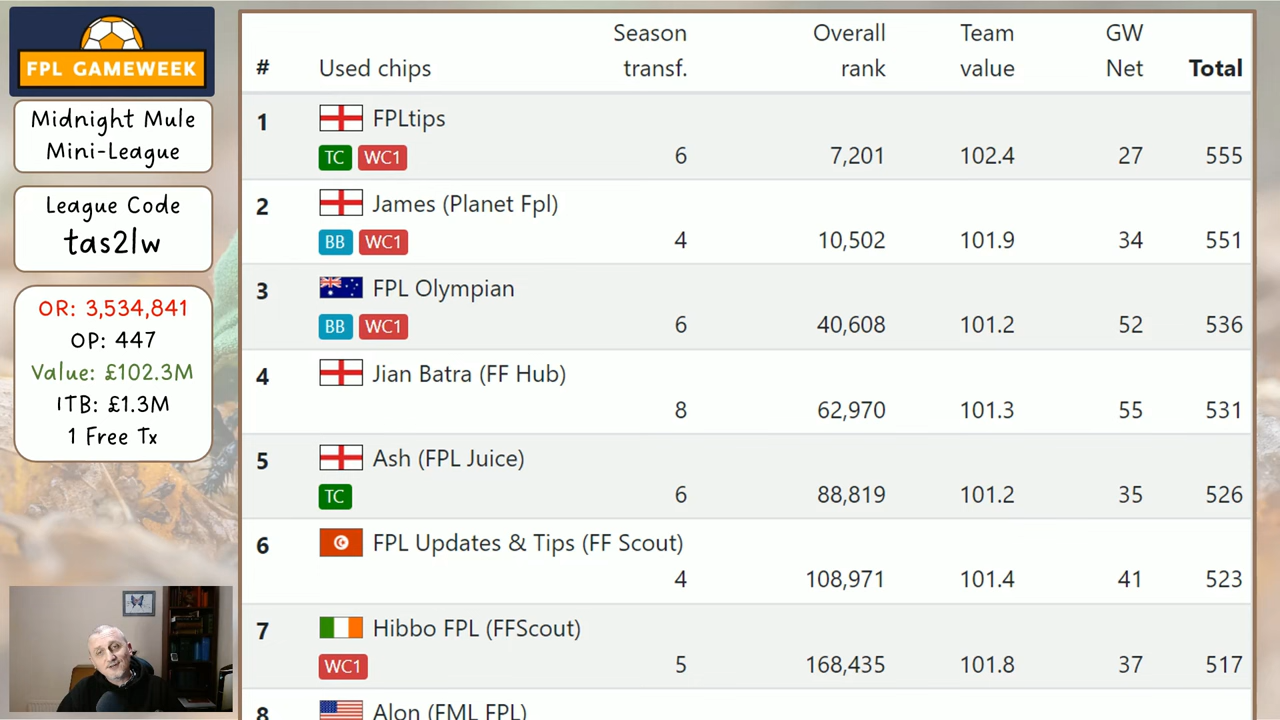 FPL GAMEWEEK
Midnight Mule
Mini-League
League Code
tas2lw
OR: 3,534,841
OP: 447
Value: £102.3M
ITB: £1.3M
1 Free Tx
# Used chips Season transf. Overall rank Team value GW Net Total
1 FPLtips
TC WC1 6 7,201 102.4 27 555
2 James (Planet Fpl)
BB WC1 4 10,502 101.9 34 551
3 FPL Olympian
BB WC1 6 40,608 101.2 52 536
4 Jian Batra (FF Hub)
8 62,970 101.3 55 531
5 Ash (FPL Juice)
TC 6 88,819 101.2 35 526
6 FPL Updates & Tips (FF Scout)
4 108,971 101.4 41 523
7 Hibbo FPL (FFScout)
WC1 5 168,435 101.8 37 517
8 Alon (FML FPL)